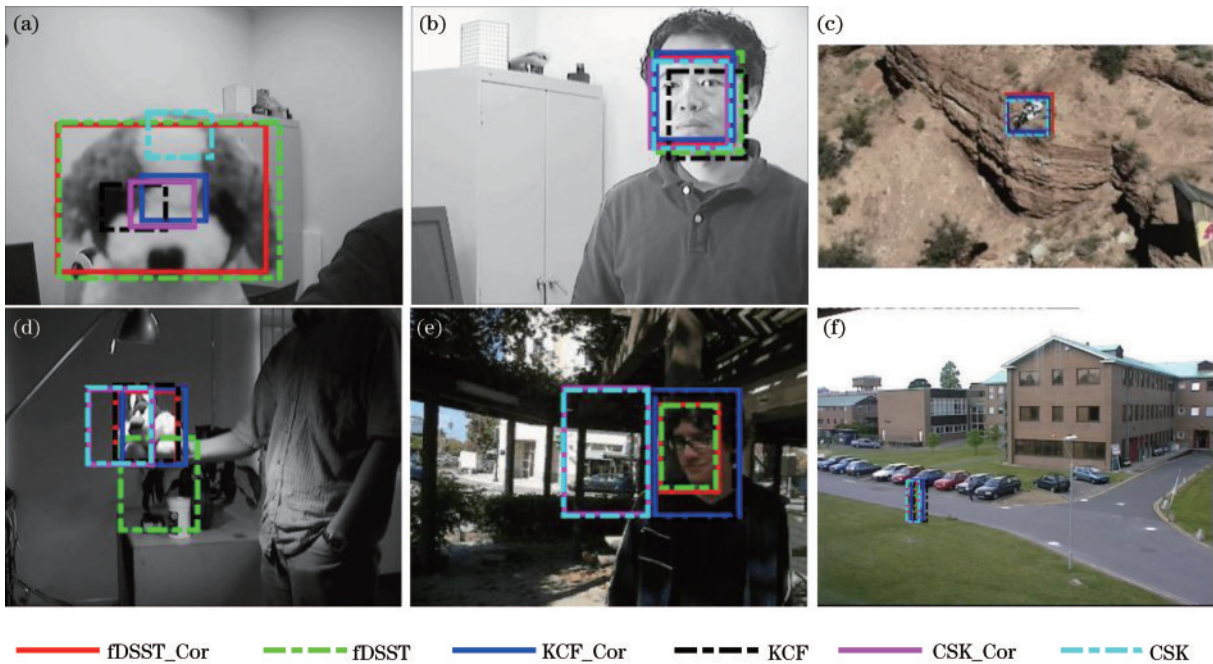 (a)
(b)
(c)
(d)
(e)
(f)
fDSST_Cor fDSST KCF_Cor KCF CSK_Cor CSK